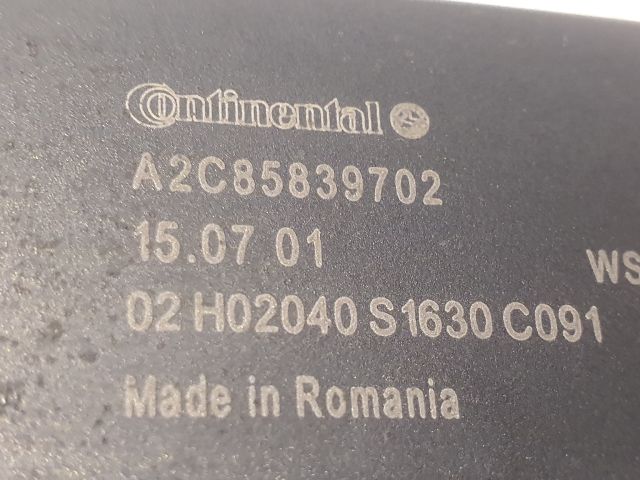 Continental
A2C85839702
15.07 01
WS
02 H02040 S1630 C091
Made in Romania